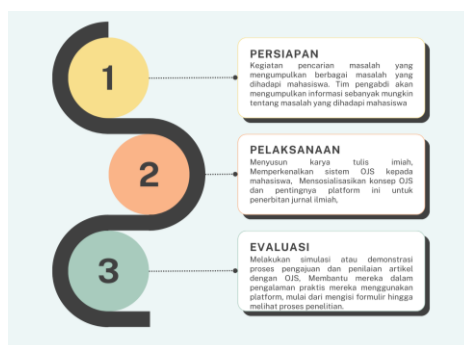 1
PERSIAPAN
Kegiatan pencarian masalah yang
mengumpulkan berbagai masalah yang
dihadapi mahasiswa. Tim pengabdi akan
mengumpulkan informasi sebanyak mungkin
tentang masalah yang dihadapi mahasiswa
2
PELAKSANAAN
Menyusun karya tulis imiah,
Memperkenalkan sistem OJS kepada
mahasiswa, Mensosialisasikan konsep OJS
dan pentingnya platform ini untuk
penerbitan jurnal ilmiah,
3
EVALUASI
Melakukan simulasi atau demonstrasi
proses pengajuan dan penilaian artikel
dengan OJS, Membantu mereka dalam
pengalaman praktis mereka menggunakan
platform, mulai dari mengisi formulir hingga
melihat proses penelitian.